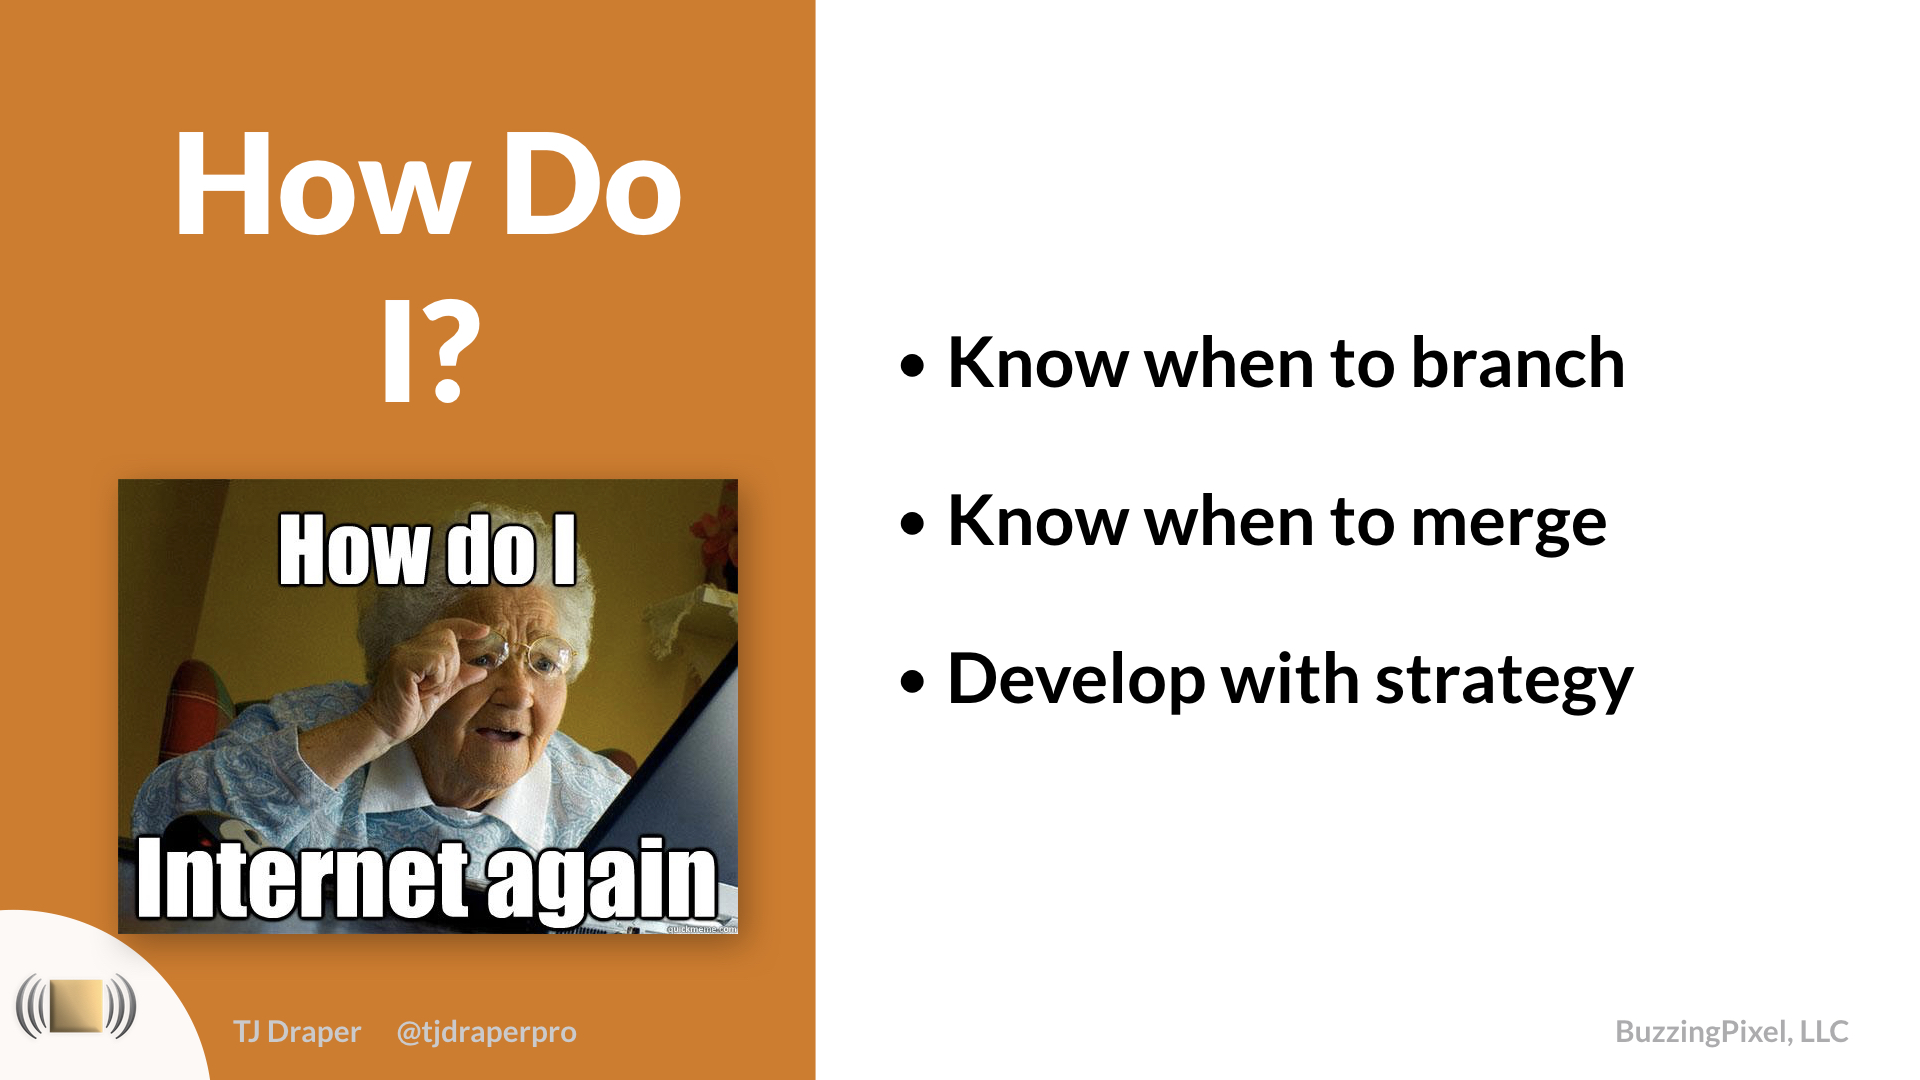 How Do
I?
How do I
Internet again
quickmeme.com
• Know when to branch
• Know when to merge
• Develop with strategy
TJ Draper @tjdraperpro
BuzzingPixel, LLC